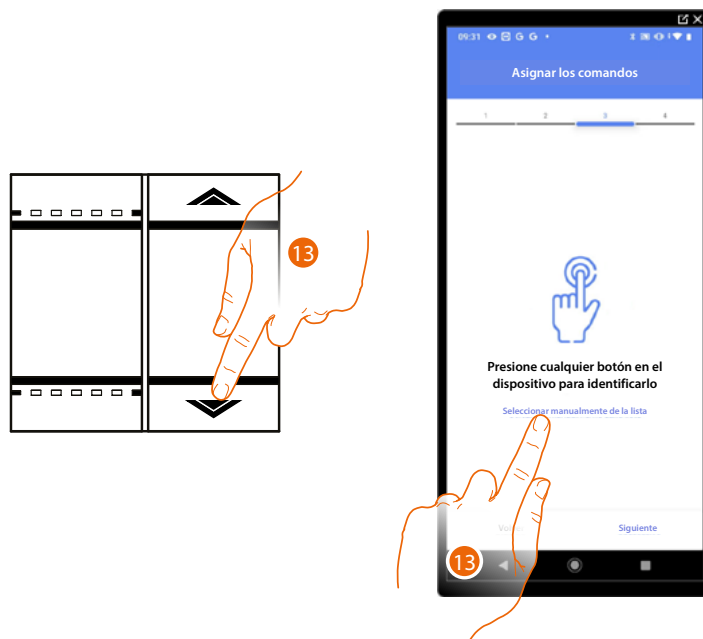 13
09:31 G G
Asignar los comandos
1 2 3 4
Presione cualquier botón en el
dispositivo para identificarlo
Seleccionar manualmente de la lista
Siguiente
13